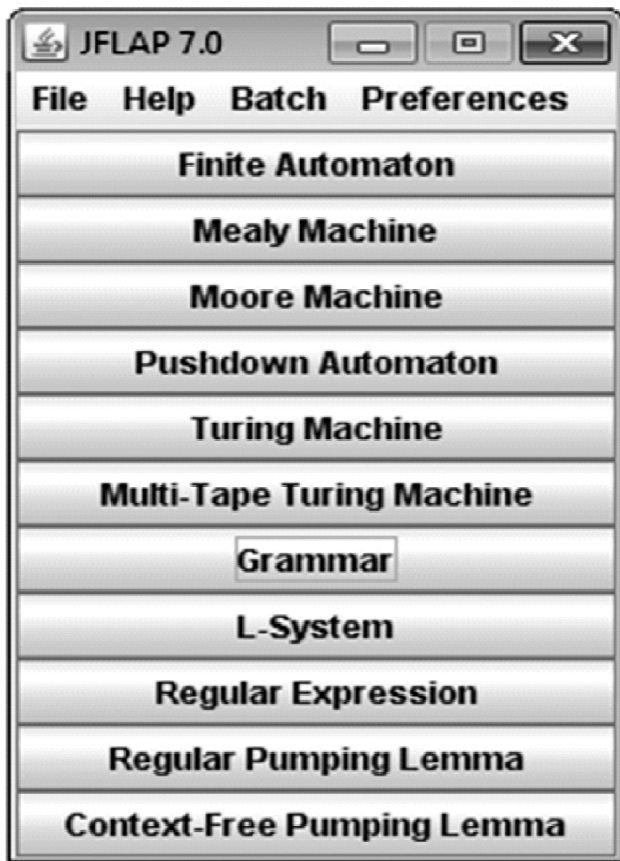 JFLAP 7.0
File Help Batch Preferences
Finite Automaton
Mealy Machine
Moore Machine
Pushdown Automaton
Turing Machine
Multi-Tape Turing Machine
Grammar
L-System
Regular Expression
Regular Pumping Lemma
Context-Free Pumping Lemma